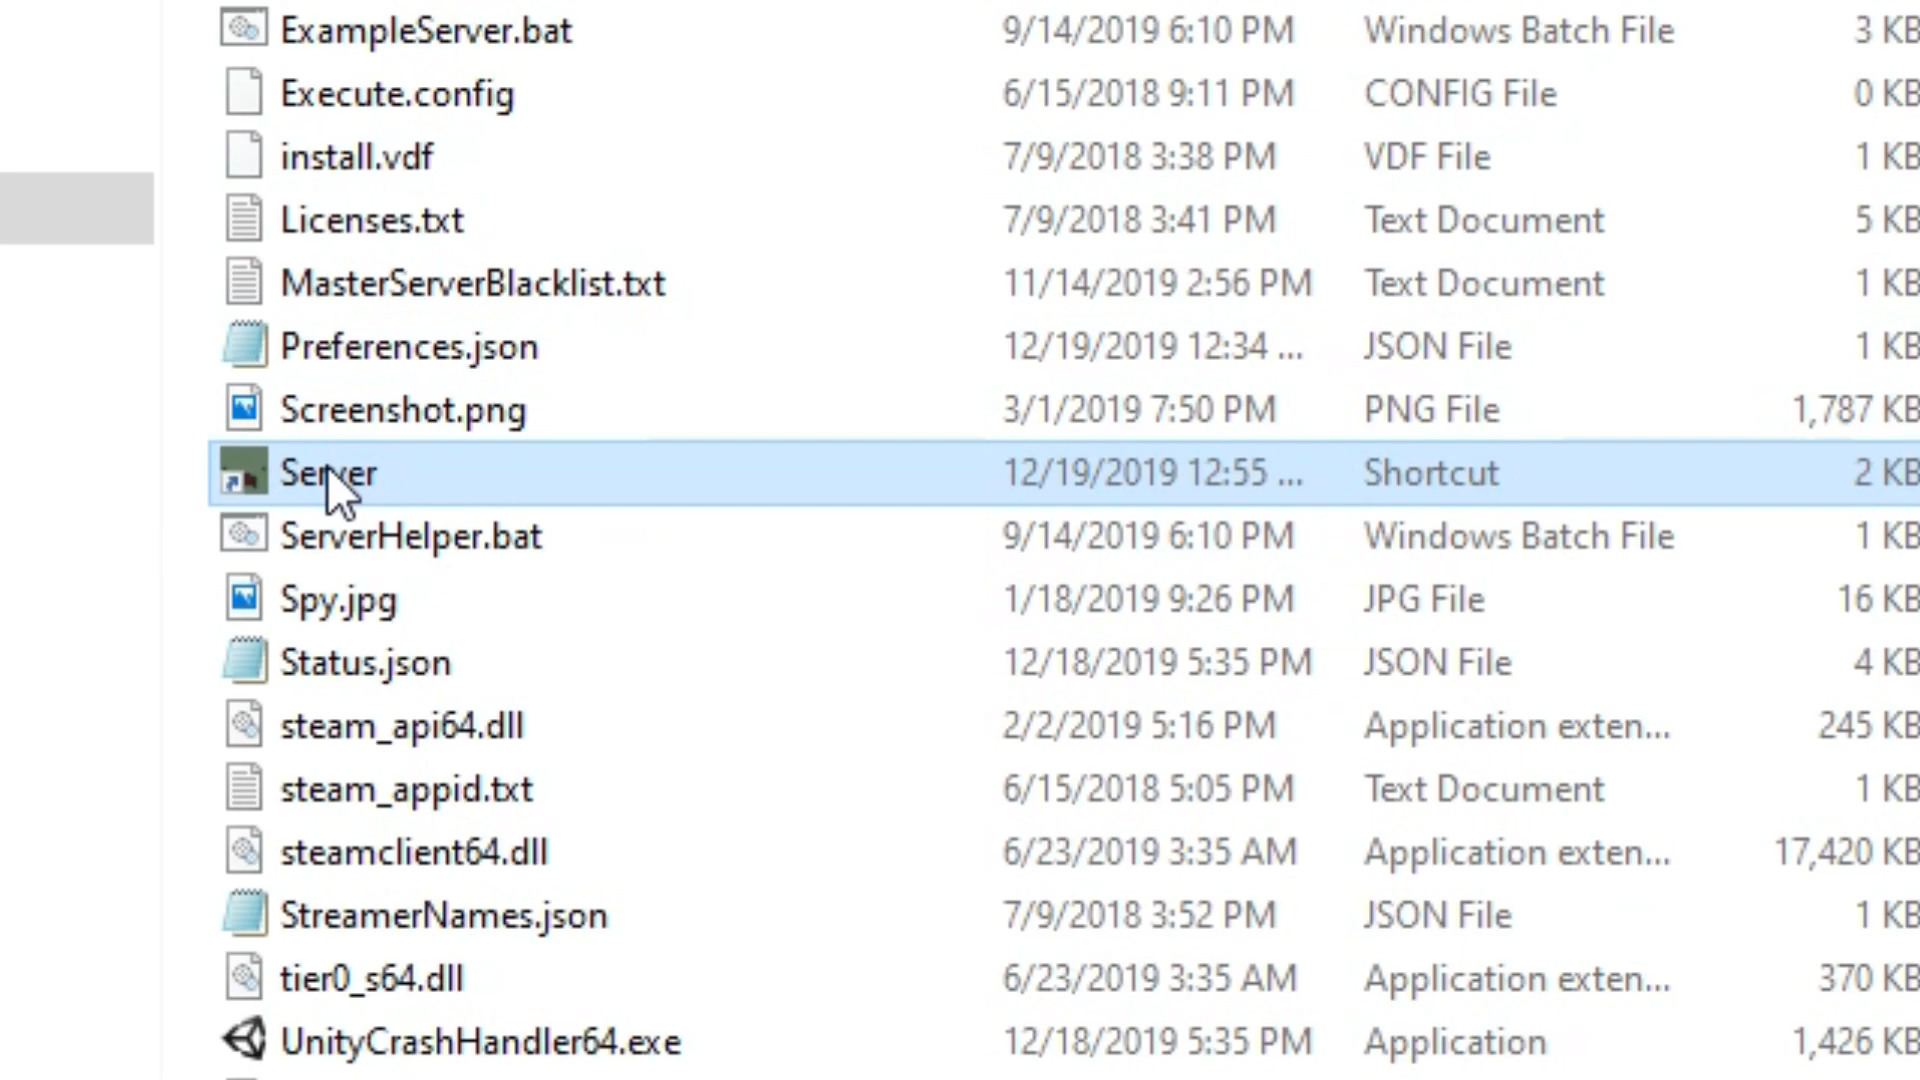 ExampleServer.bat 9/14/2019 6:10 PM Windows Batch File 3 KB
Execute.config 6/15/2018 9:11 PM CONFIG File 0 KB
install.vdf 7/9/2018 3:38 PM VDF File 1 KB
Licenses.txt 7/9/2018 3:41 PM Text Document 5 KB
MasterServerBlacklist.txt 11/14/2019 2:56 PM Text Document 1 KB
Preferences.json 12/19/2019 12:34 ... JSON File 1 KB
Screenshot.png 3/1/2019 7:50 PM PNG File 1,787 KB
Server 12/19/2019 12:55 ... Shortcut 2 KB
ServerHelper.bat 9/14/2019 6:10 PM Windows Batch File 1 KB
Spy.jpg 1/18/2019 9:26 PM JPG File 16 KB
Status.json 12/18/2019 5:35 PM JSON File 4 KB
steam_api64.dll 2/2/2019 5:16 PM Application exten... 245 KB
steam_appid.txt 6/15/2018 5:05 PM Text Document 1 KB
steamclient64.dll 6/23/2019 3:35 AM Application exten... 17,420 KB
StreamerNames.json 7/9/2018 3:52 PM JSON File 1 KB
tier0_s64.dll 6/23/2019 3:35 AM Application exten... 370 KB
UnityCrashHandler64.exe 12/18/2019 5:35 PM Application 1,426 KB